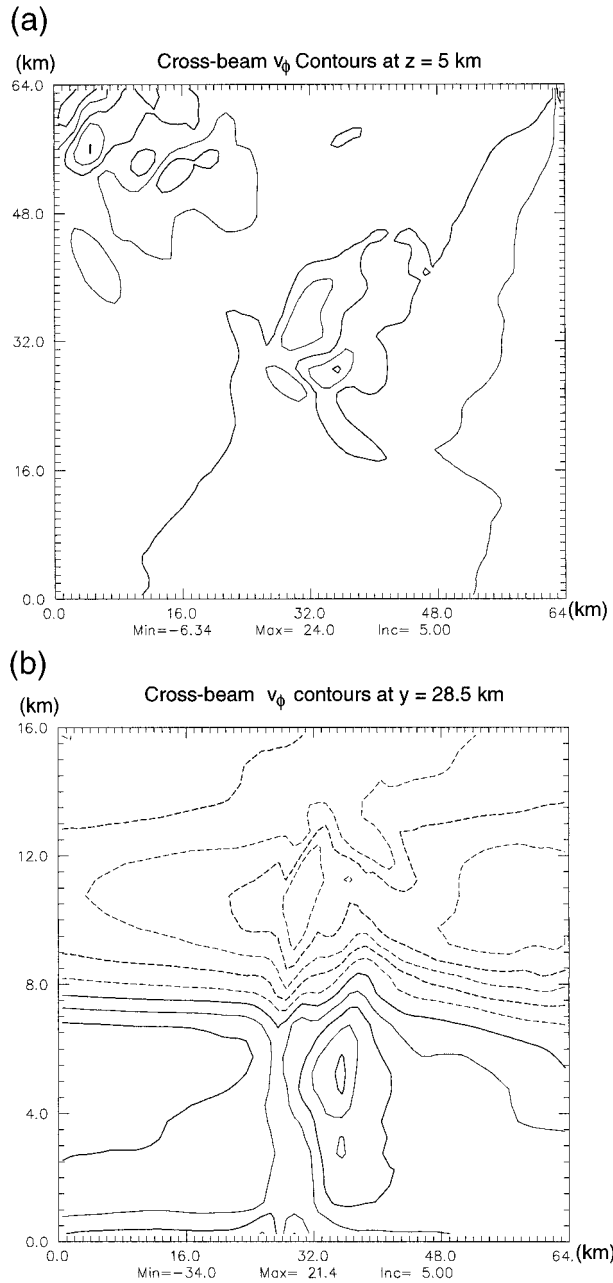 (a)
(km) Cross-beam vϕ Contours at z = 5 km
64.0
48.0
32.0
16.0
0.0
0.0 16.0 32.0 48.0 64 (km)
Min=−6.34 Max= 24.0 Inc= 5.00
(b)
(km) Cross-beam vϕ contours at y = 28.5 km
16.0
12.0
8.0
4.0
0.0
0.0 16.0 32.0 48.0 64. (km)
Min=−34.0 Max= 21.4 Inc= 5.00